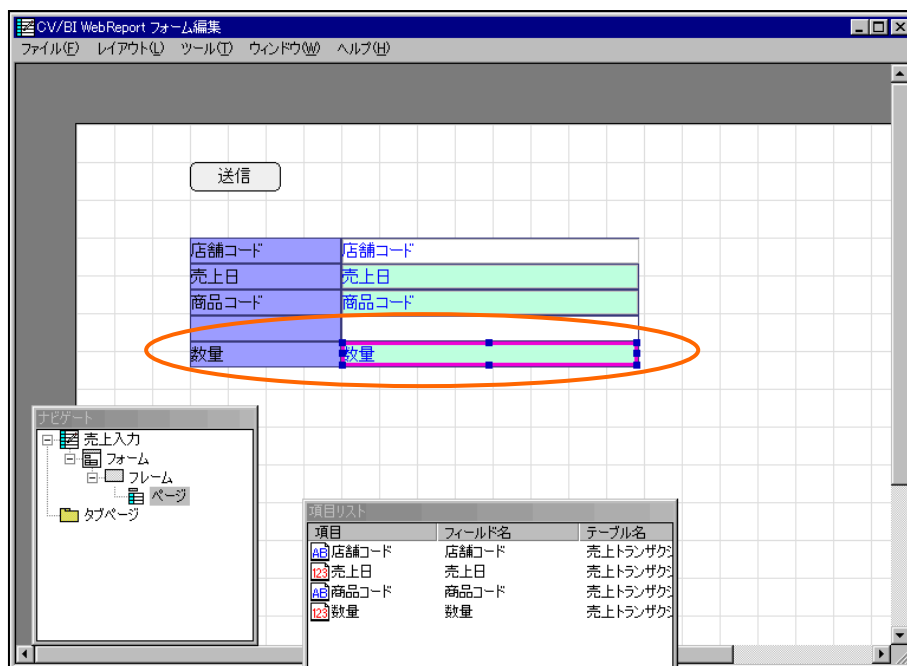 CV/BI WebReport フォーム編集
ファイル(F) レイアウト(L) ツール(T) ウィンドウ(W) ヘルプ(H)
送信
店舗コード 店舗コード
売上日 売上日
商品コード 商品コード
数量 数量
ナビゲート
売上入力
フォーム
フレーム
ページ
タブページ
項目リスト
項目 フィールド名 テーブル名
AB 店舗コード 店舗コード 売上トランザクシ
123 売上日 売上日 売上トランザクシ
AB 商品コード 商品コード 売上トランザクシ
123 数量 数量 売上トランザクシ